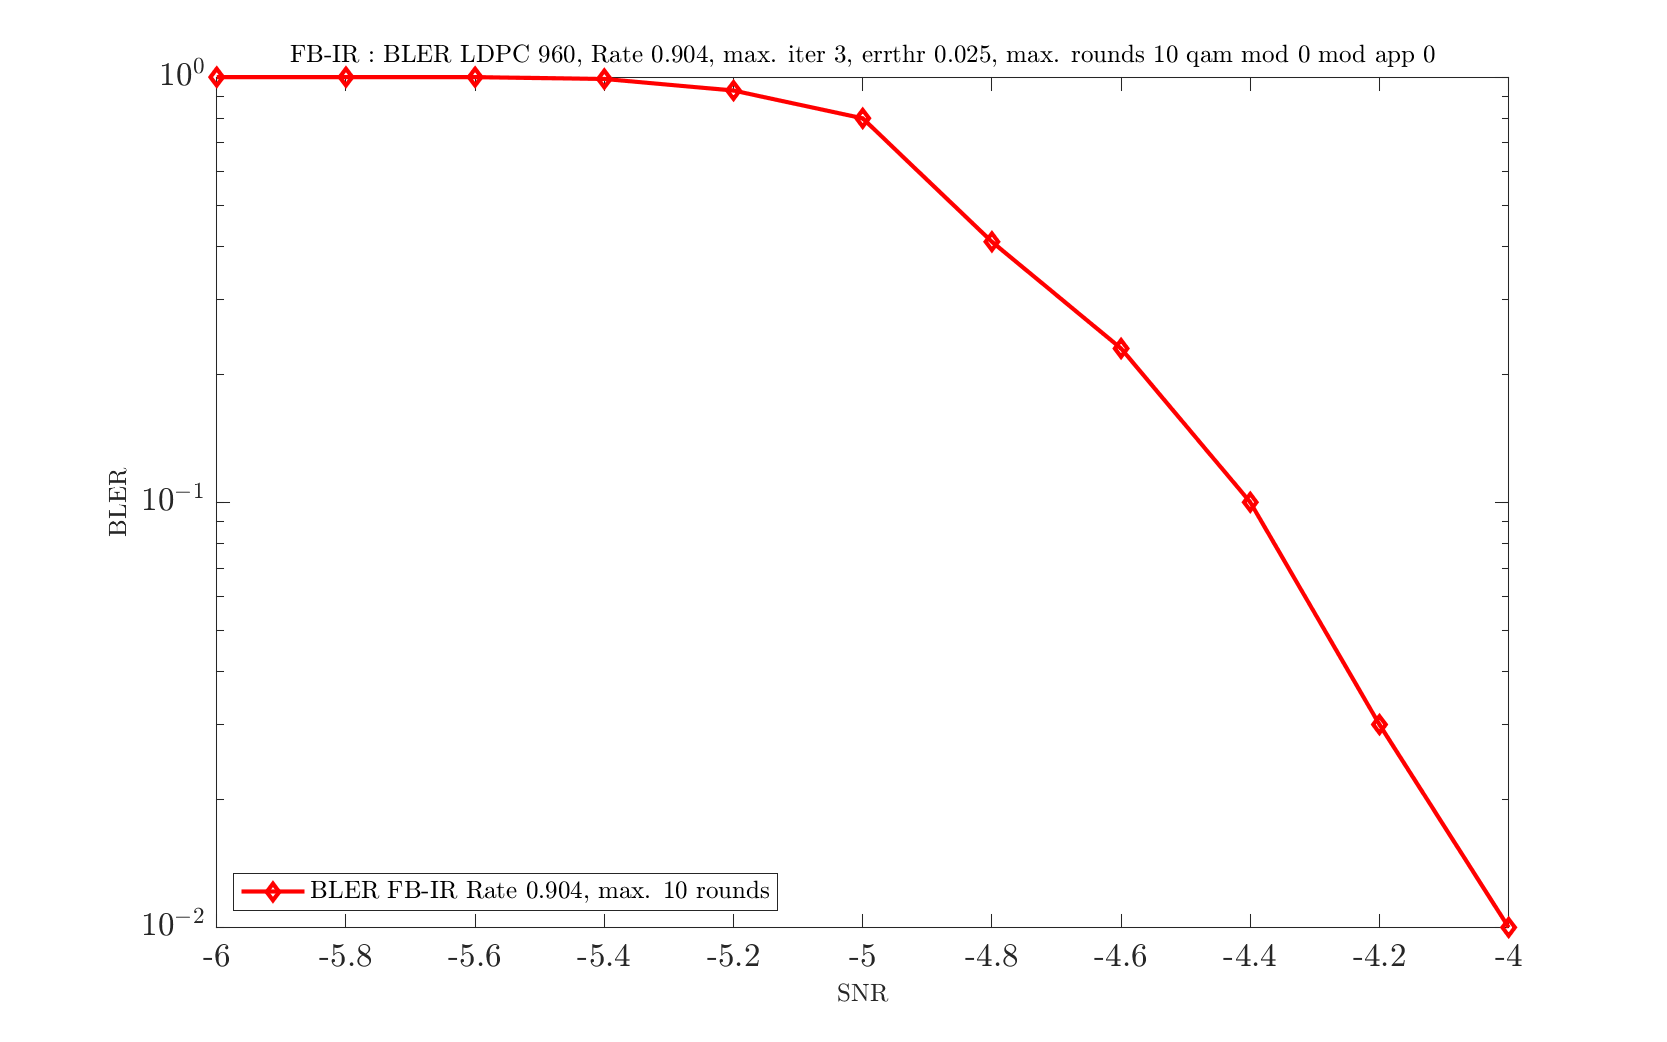 FB-IR : BLER LDPC 960, Rate 0.904, max. iter 3, errthr 0.025, max. rounds 10 qam mod 0 mod app 0
10⁰
10⁻¹
10⁻²
BLER
BLER FB-IR Rate 0.904, max. 10 rounds
-6 -5.8 -5.6 -5.4 -5.2 -5 -4.8 -4.6 -4.4 -4.2 -4
SNR